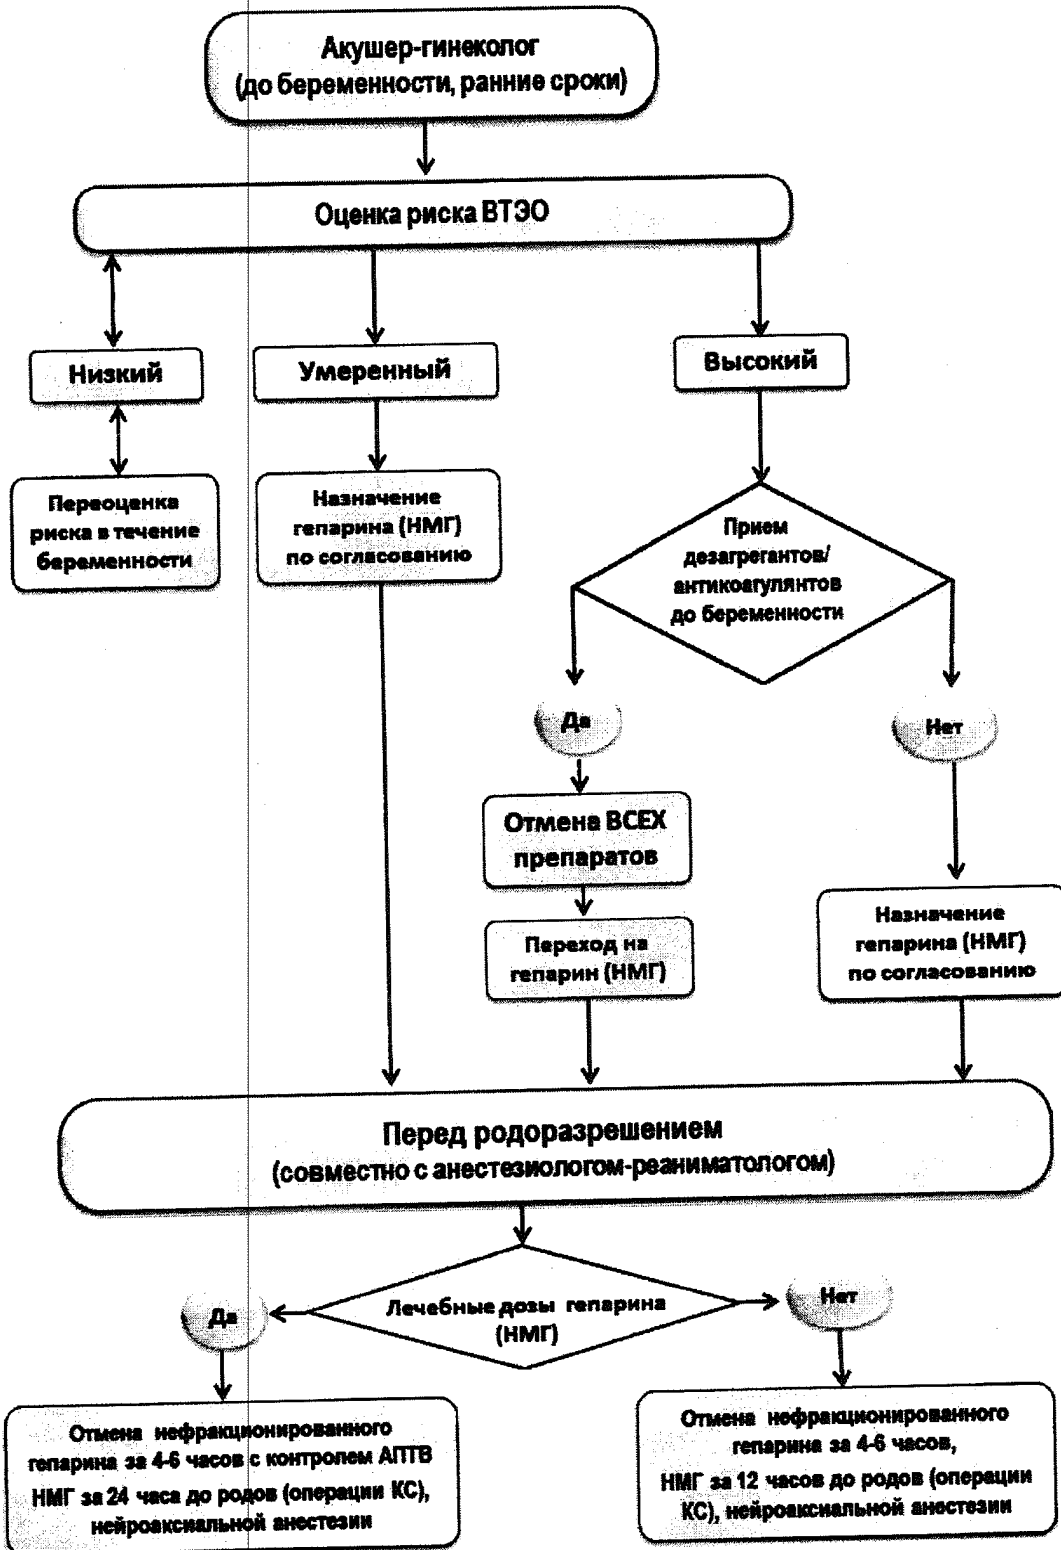 Акушер-гинеколог
(до беременности, ранние сроки)
Оценка риска ВТЭО
Низкий
Умеренный
Высокий
Переоценка
риска в течение
беременности
Назначение
гепарина (НМГ)
по согласованию
Прием
дезагрегантов/
антикоагулянтов
до беременности
Да
Нет
Отмена ВСЕХ
препаратов
Переход на
гепарин (НМГ)
Назначение
гепарина (НМГ)
по согласованию
Перед родоразрешением
(совместно с анестезиологом-реаниматологом)
Лечебные дозы гепарина
(НМГ)
Да
Нет
Отмена нефракционированного
гепарина за 4-6 часов с контролем АПТВ
НМГ за 24 часа до родов (операции КС),
нейроаксиальной анестезии
Отмена нефракционированного
гепарина за 4-6 часов,
НМГ за 12 часов до родов (операции
КС), нейроаксиальной анестезии